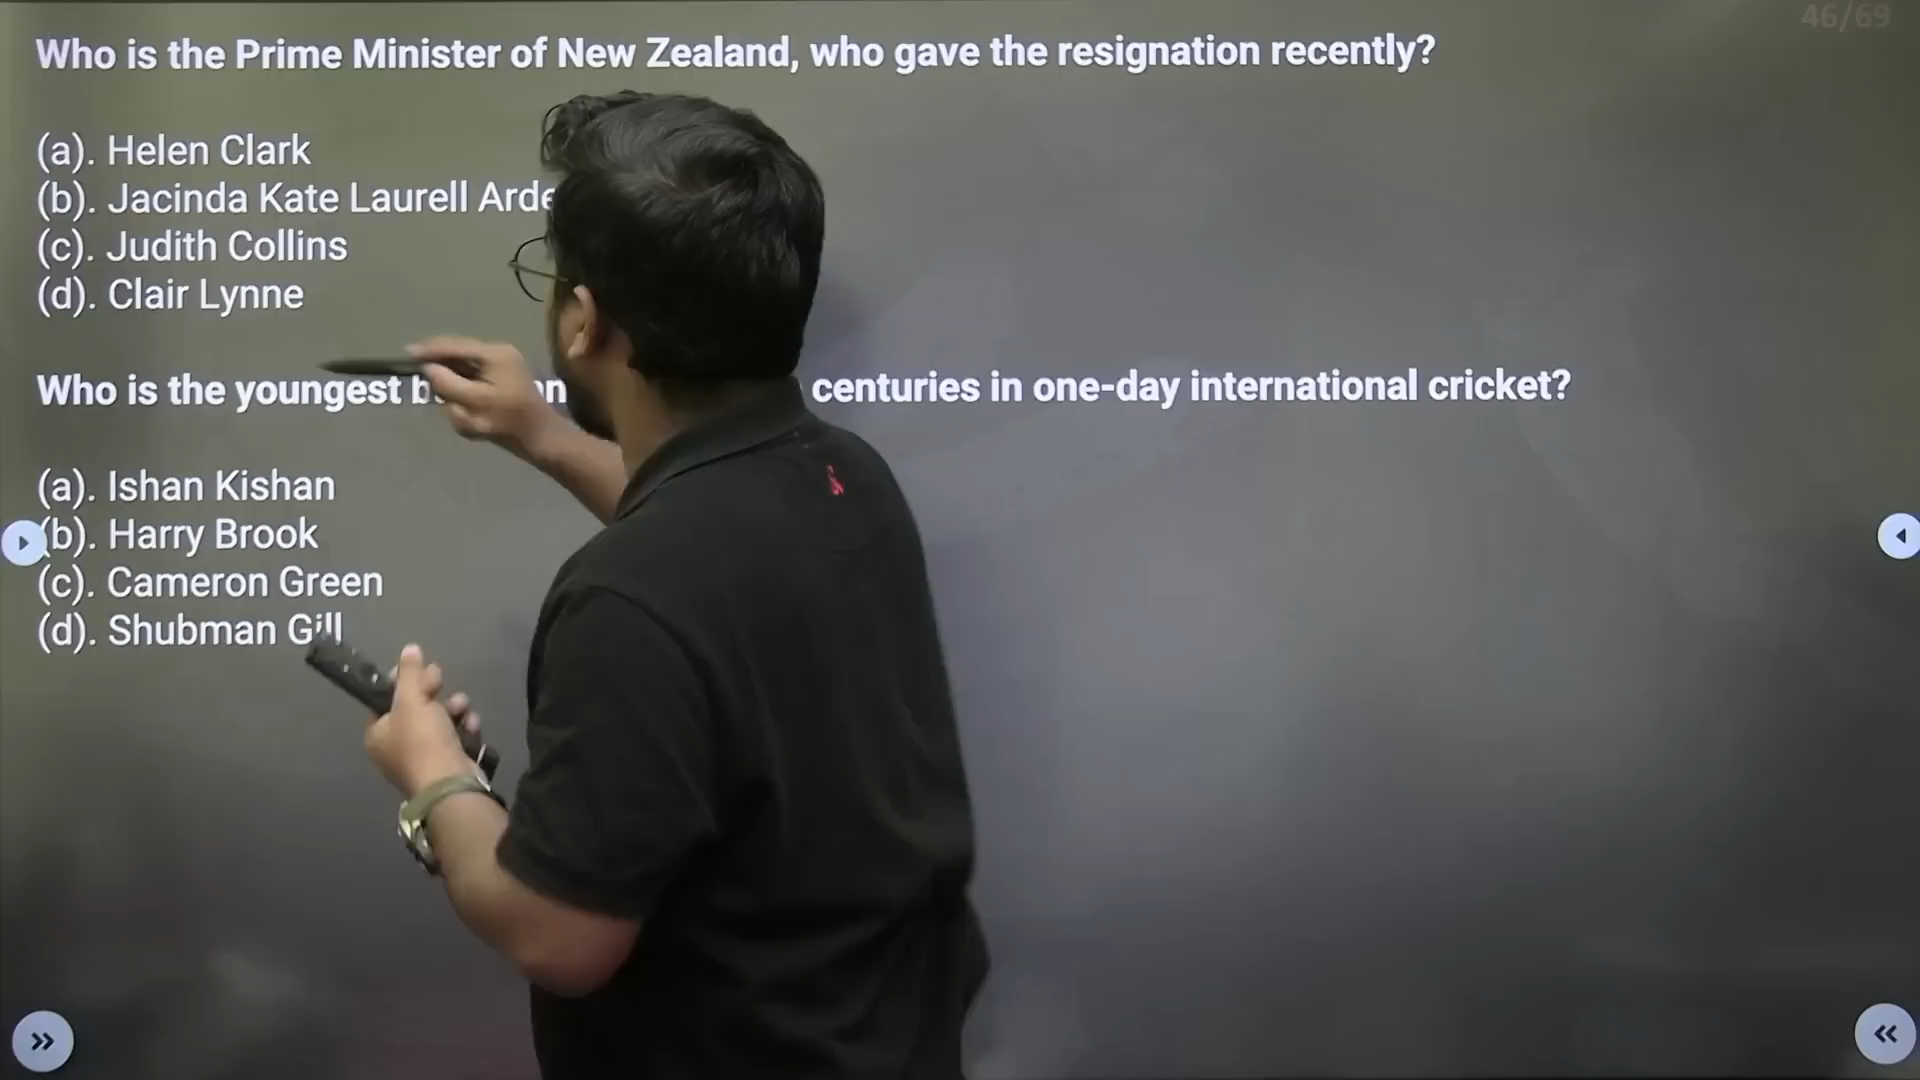 46/69
Who is the Prime Minister of New Zealand, who gave the resignation recently?
(a). Helen Clark
(b). Jacinda Kate Laurell
(c). Judith Collins
(d). Clair Lynne
Who is the youngest centuries in one-day international cricket?
(a). Ishan Kishan
(b). Harry Brook
(c). Cameron Green
(d). Shubman Gill